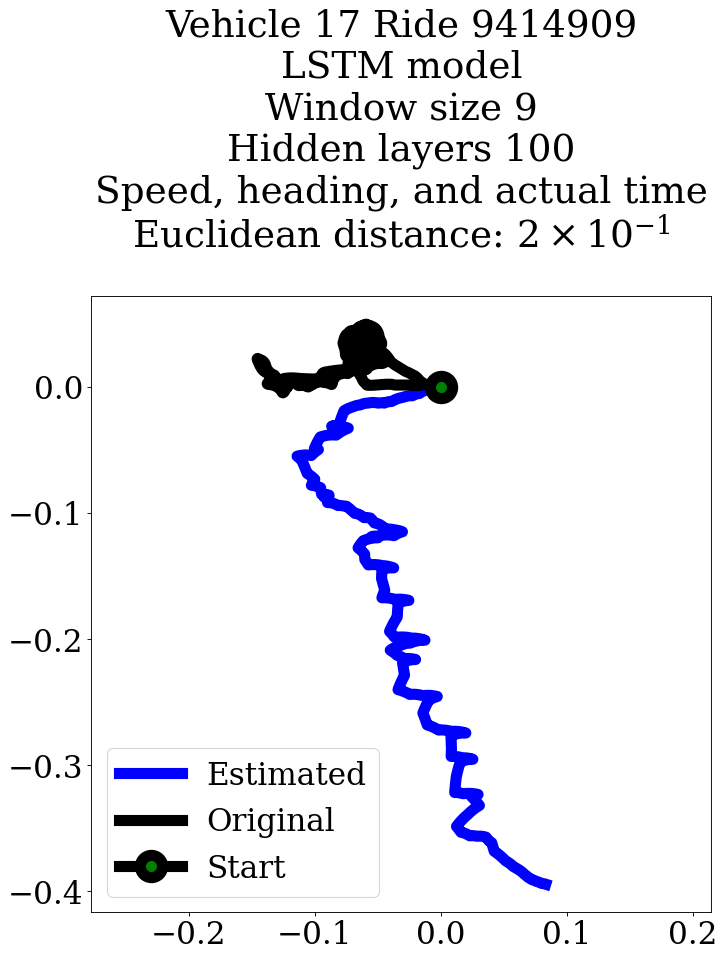 Vehicle 17 Ride 9414909
LSTM model
Window size 9
Hidden layers 100
Speed, heading, and actual time
Euclidean distance: 2 × 10⁻¹
0.0
−0.1
−0.2
−0.3
−0.4
Estimated
Original
Start
−0.2 −0.1 0.0 0.1 0.2